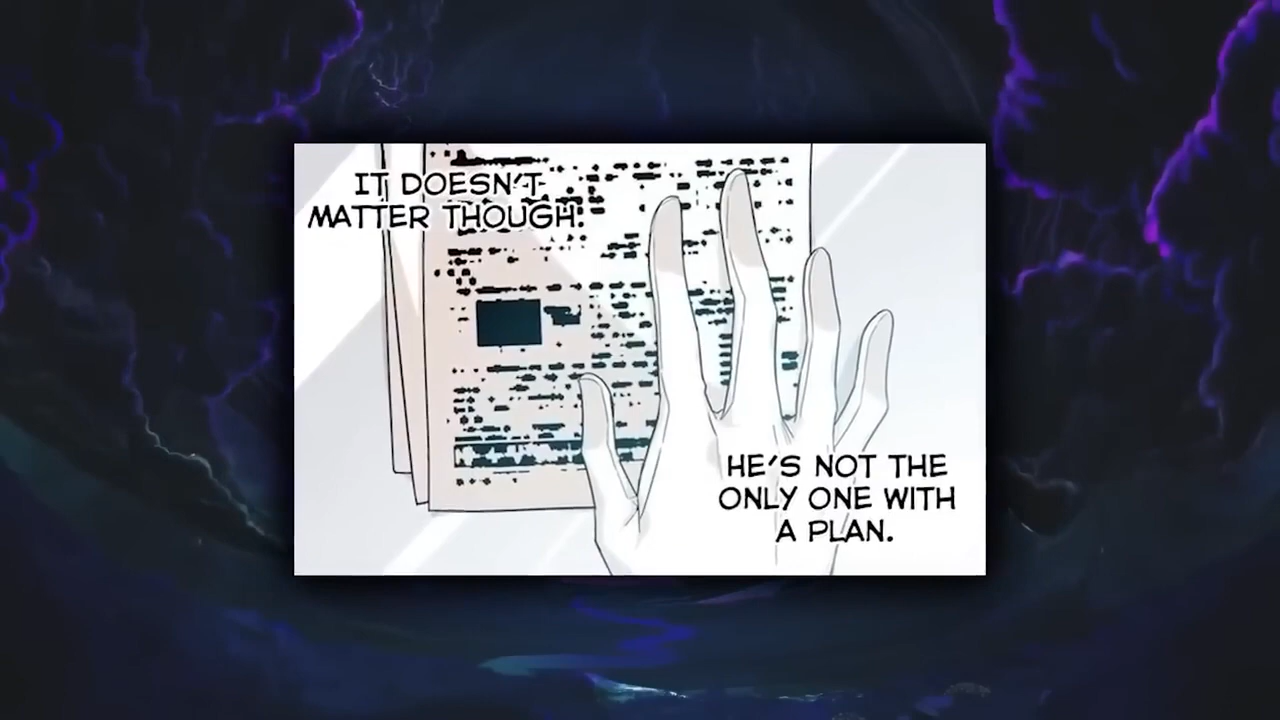 IT DOESN'T
MATTER THOUGH.
HE'S NOT THE
ONLY ONE WITH
A PLAN.